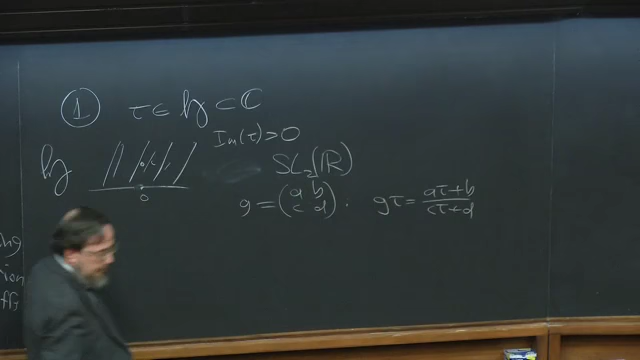 ① τ ∈ 𝔥 ⊂ ℂ
Im(τ) > 0
𝔥
0
SL₂(ℝ)
g = (a b
c d) . gτ = aτ+b / cτ+d